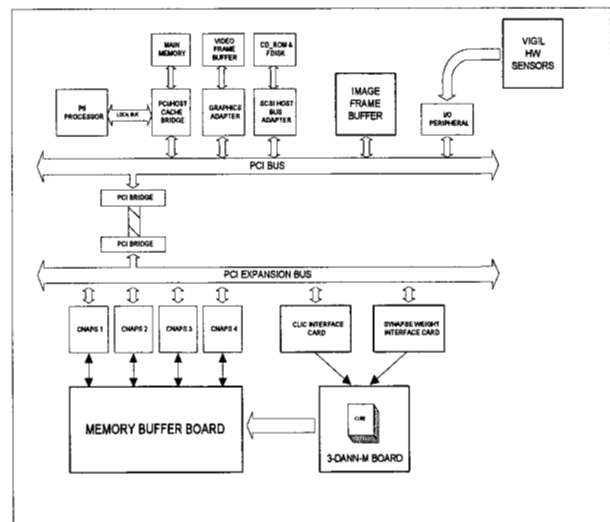 MAIN
MEMORY
VIDEO
FRAME
BUFFER
CD_ROM &
FDISK
VIGIL
HW
SENSORS
P6
PROCESSOR
LOCAL BUS
PCI/HOST
CACHE
BRIDGE
GRAPHICS
ADAPTER
SCSI HOST
BUS
ADAPTER
IMAGE
FRAME
BUFFER
I/O
PERIPHERAL
PCI BUS
PCI BRIDGE
PCI BRIDGE
PCI EXPANSION BUS
CNAPS 1
CNAPS 2
CNAPS 3
CNAPS 4
CLIC INTERFACE
CARD
SYNAPSE WEIGHT
INTERFACE CARD
MEMORY BUFFER BOARD
CUBE
3-DANN-M BOARD